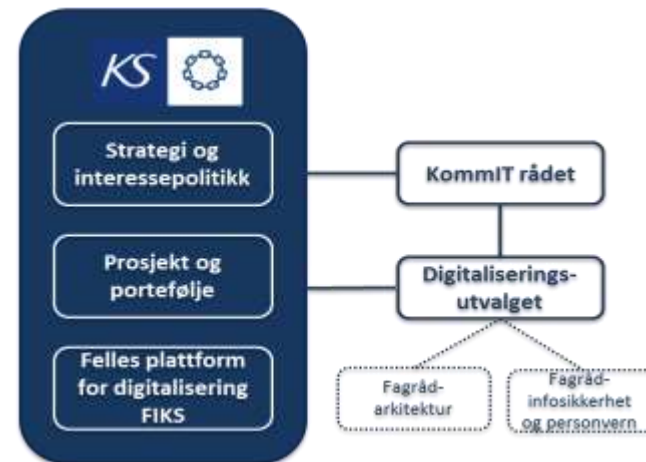 KS
Strategi og
interessepolitikk
KommIT rådet
Prosjekt og
portefølje
Digitaliserings-
utvalget
Felles plattform
for digitalisering
FIKS
Fagråd-
arkitektur
Fagråd-
infosikkerhet
og personvern